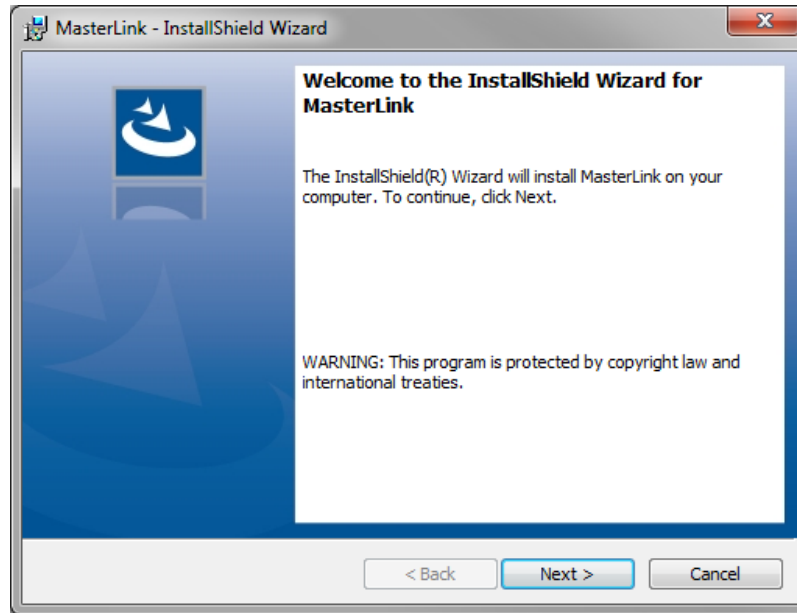 MasterLink - InstallShield Wizard
Welcome to the InstallShield Wizard for
MasterLink
The InstallShield(R) Wizard will install MasterLink on your
computer. To continue, click Next.
WARNING: This program is protected by copyright law and
international treaties.
< Back
Next >
Cancel